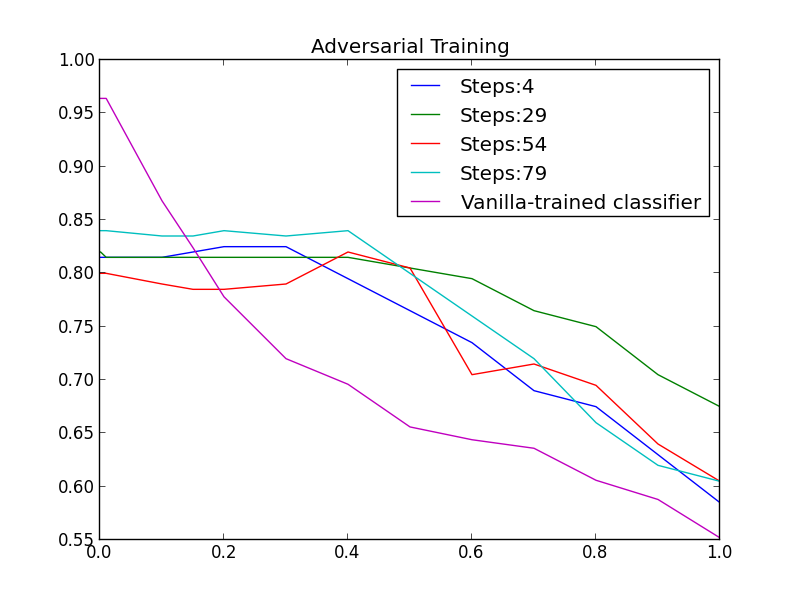 Adversarial Training
1.00
0.95
0.90
0.85
0.80
0.75
0.70
0.65
0.60
0.55
Steps:4
Steps:29
Steps:54
Steps:79
Vanilla-trained classifier
0.0 0.2 0.4 0.6 0.8 1.0